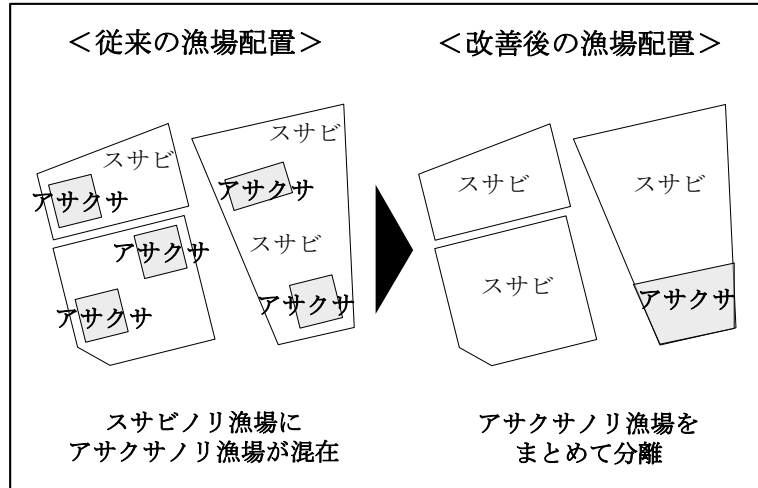 ＜従来の漁場配置＞
スサビ
アサクサ
アサクサ
スサビ
アサクサ
アサクサ
スサビ
アサクサ
スサビノリ漁場に
アサクサノリ漁場が混在
＜改善後の漁場配置＞
スサビ
スサビ
スサビ
アサクサ
アサクサノリ漁場を
まとめて分離